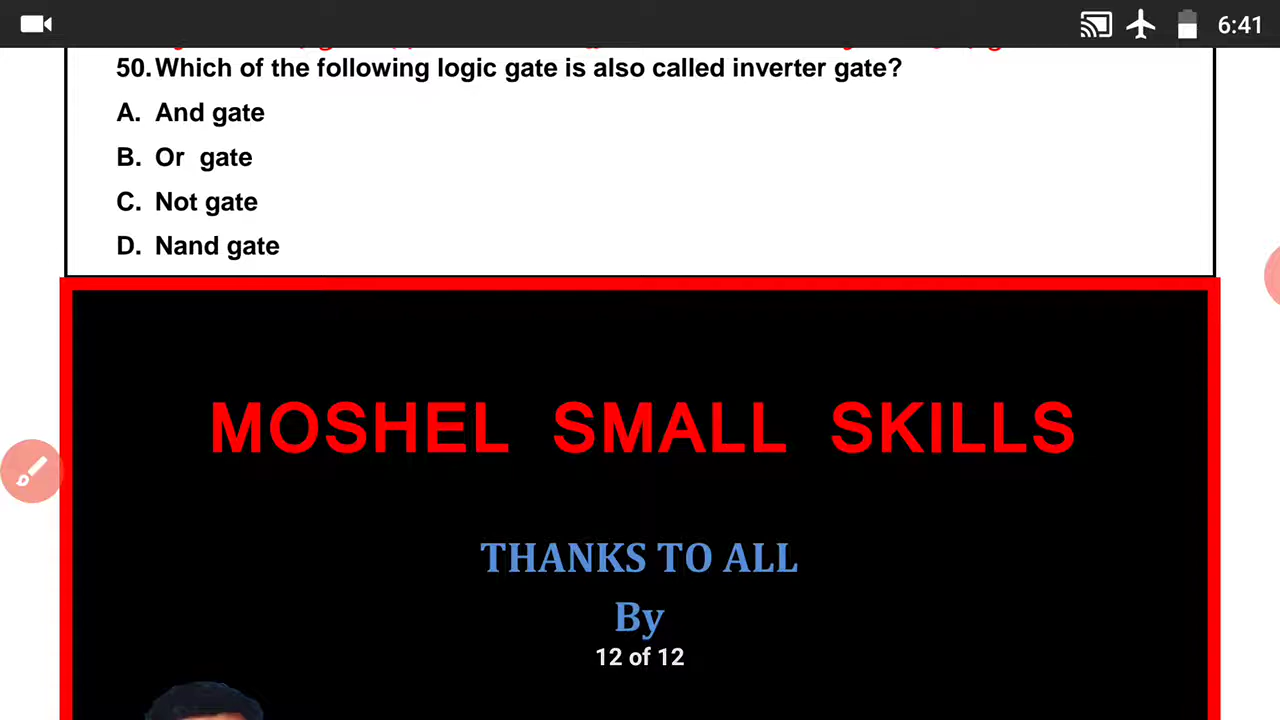 6:41
50.Which of the following logic gate is also called inverter gate?
A. And gate
B. Or gate
C. Not gate
D. Nand gate
MOSHEL SMALL SKILLS
THANKS TO ALL
By
12 of 12